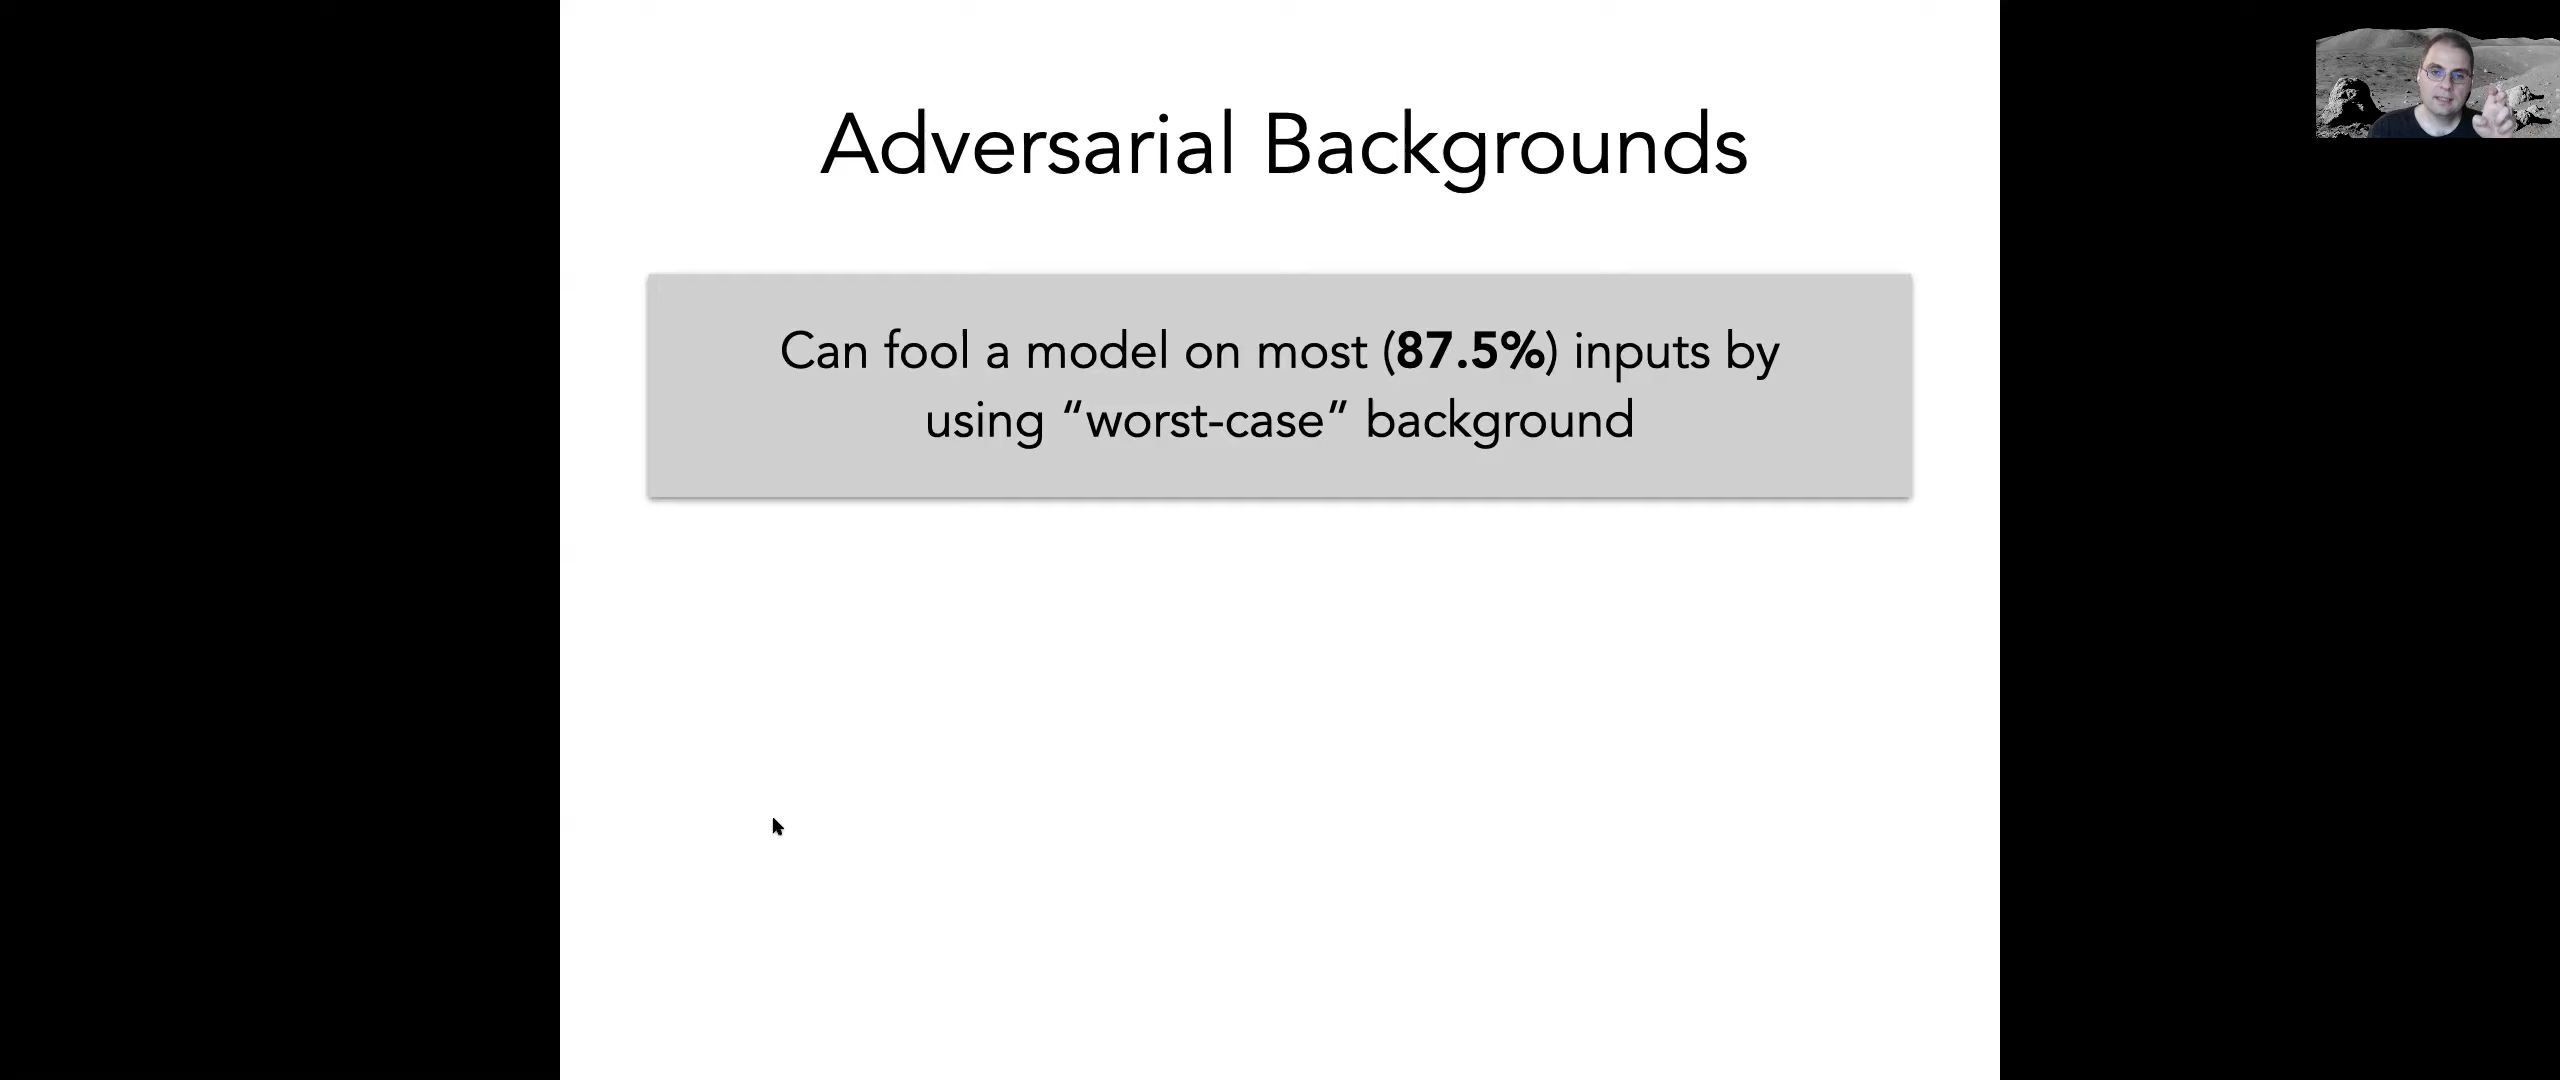 Adversarial Backgrounds
Can fool a model on most (87.5%) inputs by
using “worst-case” background